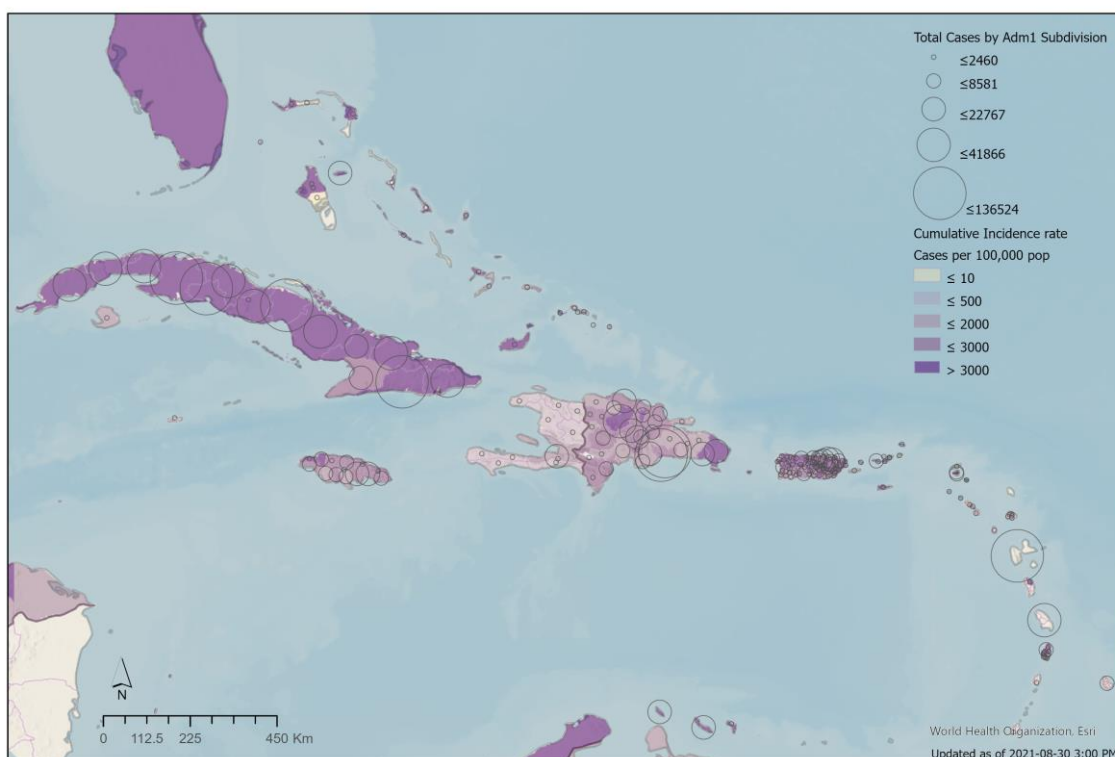 Total Cases by Adm1 Subdivision
≤2460
≤8581
≤22767
≤41866
≤136524
Cumulative Incidence rate
Cases per 100,000 pop
≤ 10
≤ 500
≤ 2000
≤ 3000
> 3000
N
0 112.5 225 450 Km
World Health Organization, Esri
Updated as of 2021-08-30 3:00 PM